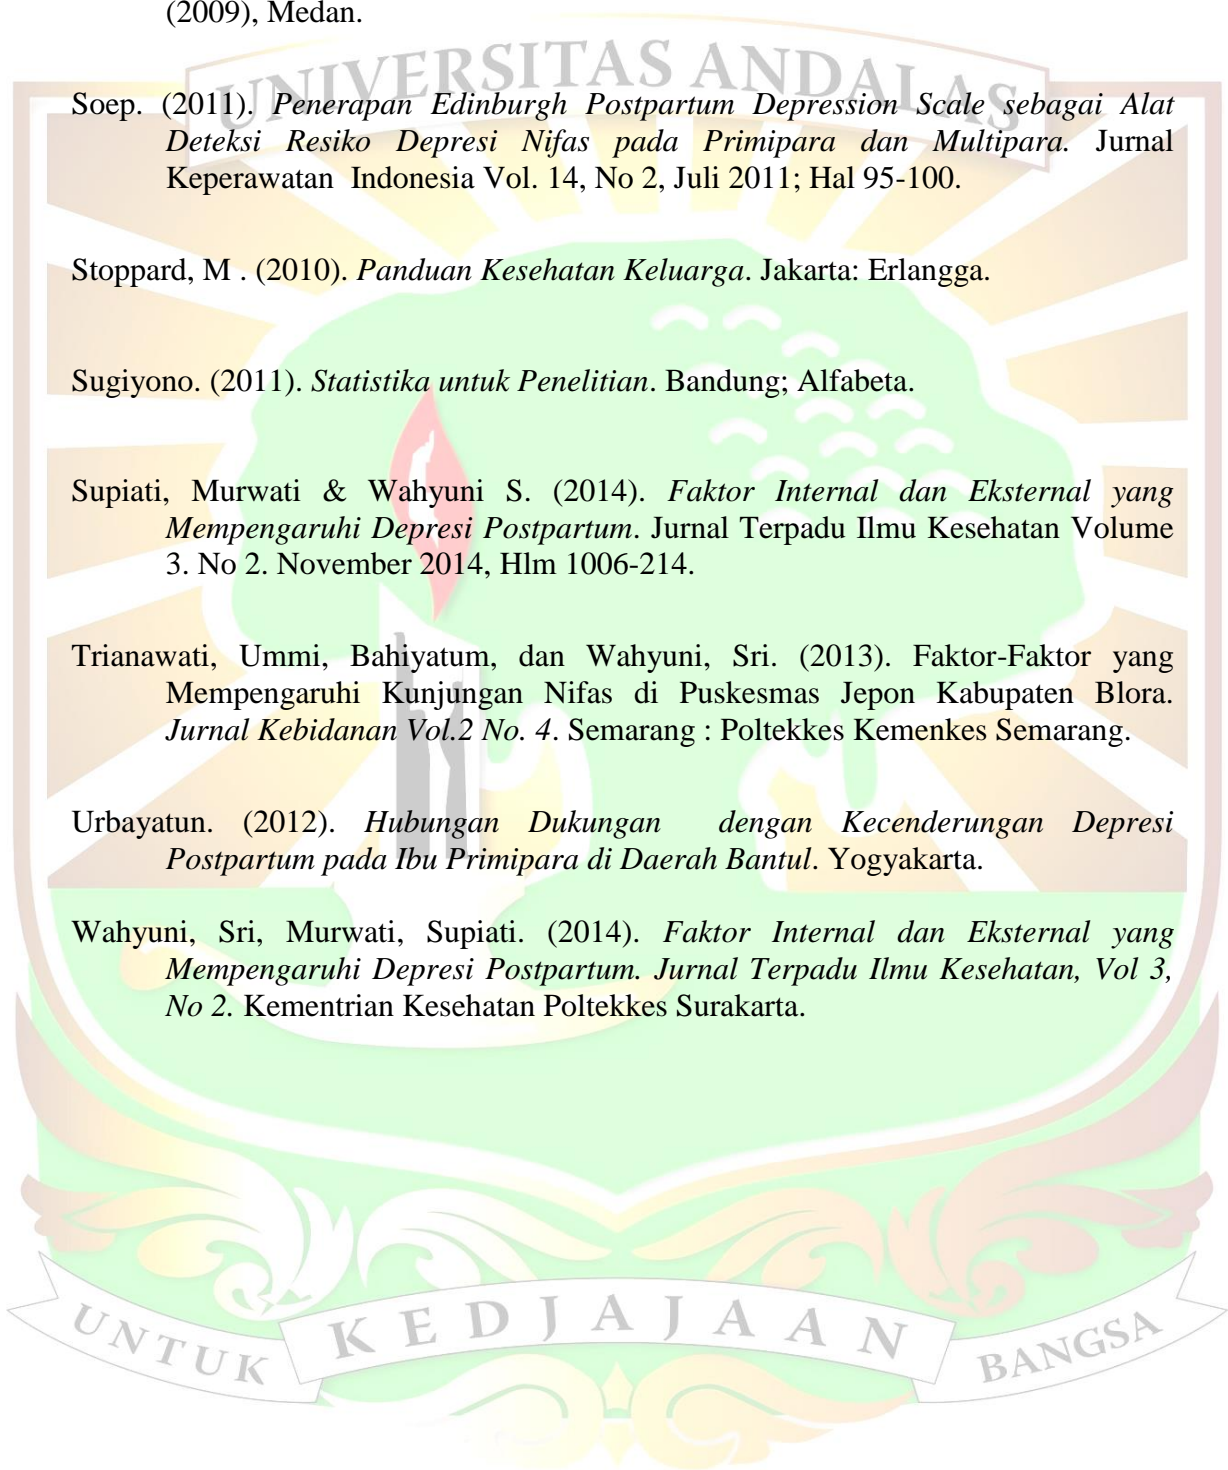 (2009), Medan.
UNIVERSITAS ANDALAS
Soep. (2011). Penerapan Edinburgh Postpartum Depression Scale sebagai Alat
Deteksi Resiko Depresi Nifas pada Primipara dan Multipara. Jurnal
Keperawatan Indonesia Vol. 14, No 2, Juli 2011; Hal 95-100.
Stoppard, M . (2010). Panduan Kesehatan Keluarga. Jakarta: Erlangga.
Sugiyono. (2011). Statistika untuk Penelitian. Bandung; Alfabeta.
Supiati, Murwati & Wahyuni S. (2014). Faktor Internal dan Eksternal yang
Mempengaruhi Depresi Postpartum. Jurnal Terpadu Ilmu Kesehatan Volume
3. No 2. November 2014, Hlm 1006-214.
Trianawati, Ummi, Bahiyatum, dan Wahyuni, Sri. (2013). Faktor-Faktor yang
Mempengaruhi Kunjungan Nifas di Puskesmas Jepon Kabupaten Blora.
Jurnal Kebidanan Vol.2 No. 4. Semarang : Poltekkes Kemenkes Semarang.
Urbayatun. (2012). Hubungan Dukungan dengan Kecenderungan Depresi
Postpartum pada Ibu Primipara di Daerah Bantul. Yogyakarta.
Wahyuni, Sri, Murwati, Supiati. (2014). Faktor Internal dan Eksternal yang
Mempengaruhi Depresi Postpartum. Jurnal Terpadu Ilmu Kesehatan, Vol 3,
No 2. Kementrian Kesehatan Poltekkes Surakarta.
UNTUK KEDJAJAAN BANGSA